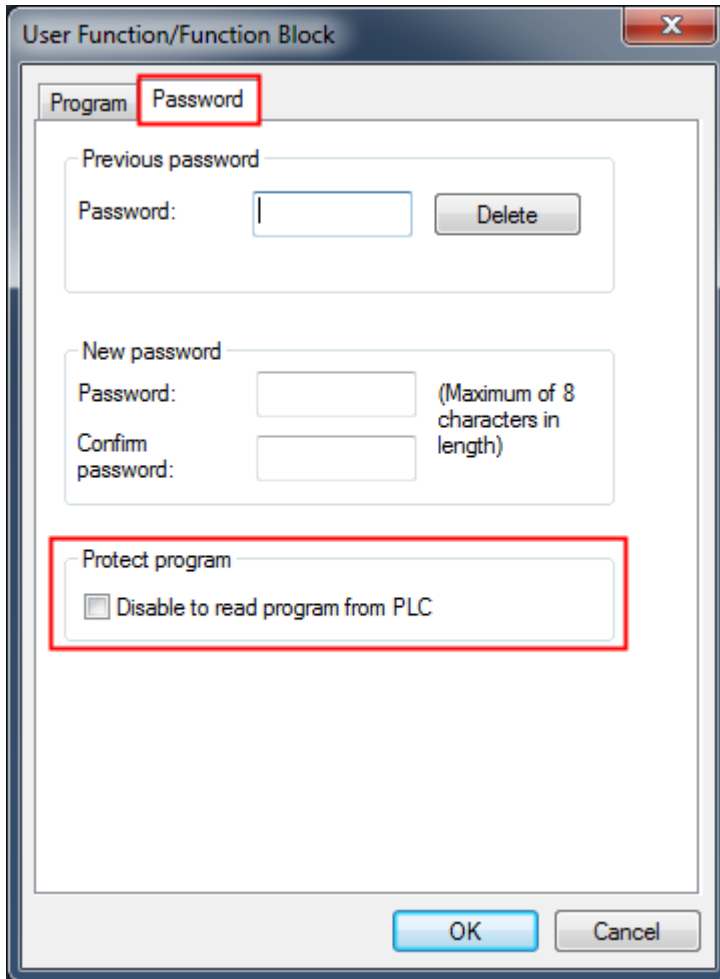 User Function/Function Block
Program
Password
Previous password
Password:
Delete
New password
Password:
(Maximum of 8
characters in
length)
Confirm
password:
Protect program
Disable to read program from PLC
OK
Cancel